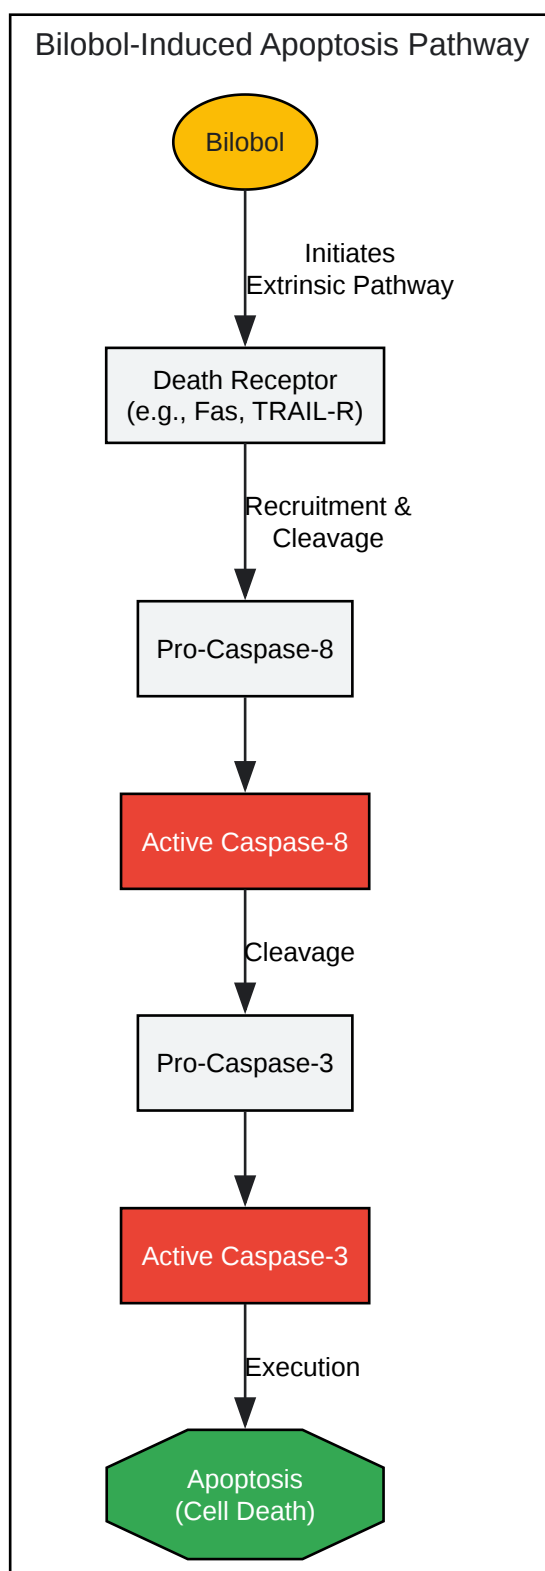 Bilobol-Induced Apoptosis Pathway
Bilobol
Initiates
Extrinsic Pathway
Death Receptor
(e.g., Fas, TRAIL-R)
Recruitment &
Cleavage
Pro-Caspase-8
Active Caspase-8
Cleavage
Pro-Caspase-3
Active Caspase-3
Execution
Apoptosis
(Cell Death)